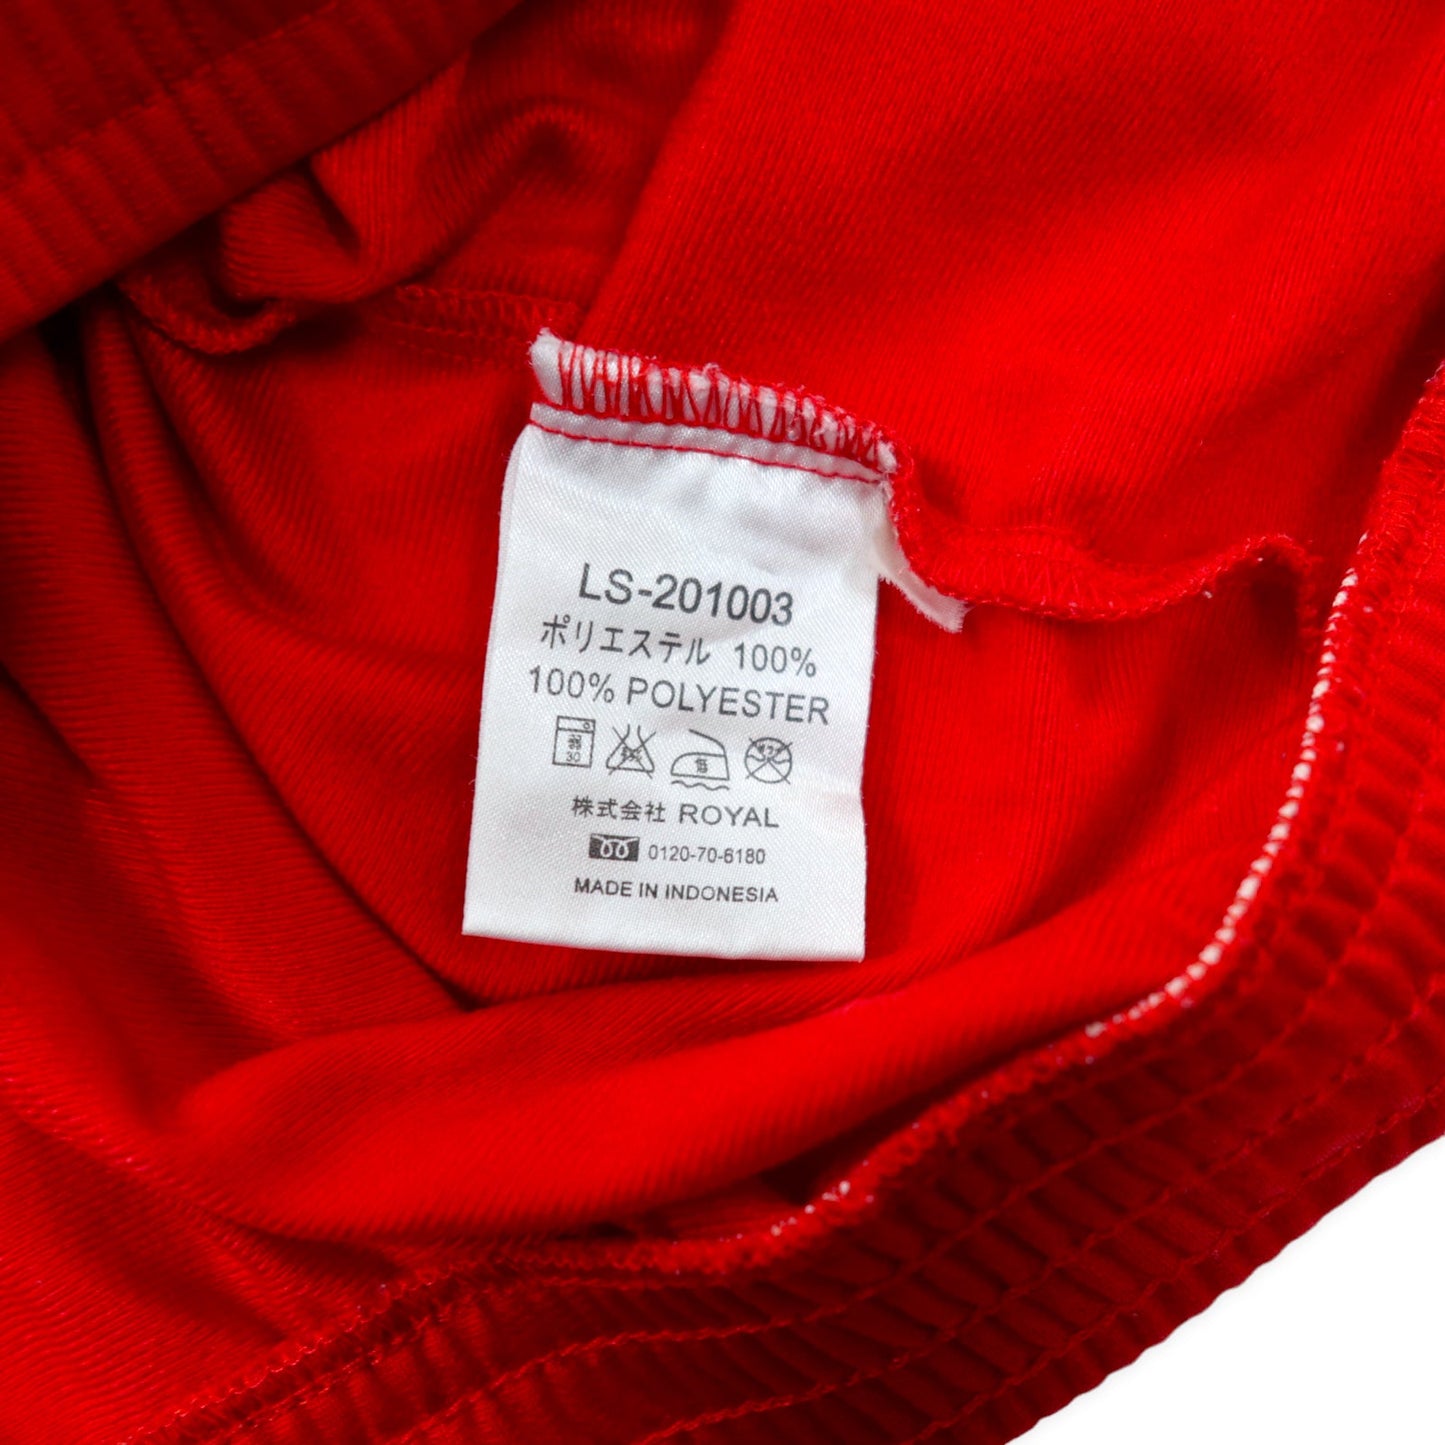 LS-201003
ポリエステル 100%
100% POLYESTER
30
株式会社 ROYAL
0120-70-6180
MADE IN INDONESIA